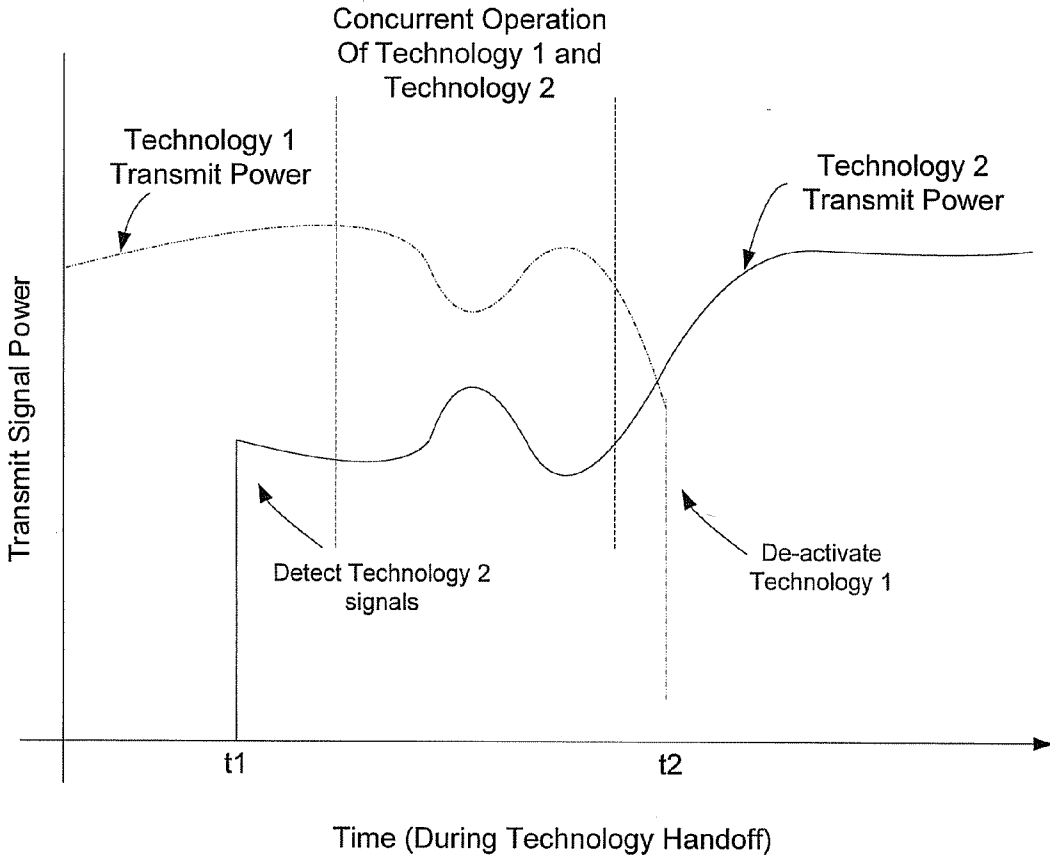 Concurrent Operation
Of Technology 1 and
Technology 2
Technology 1
Transmit Power
Technology 2
Transmit Power
Transmit Signal Power
Detect Technology 2
signals
De-activate
Technology 1
t1
t2
Time (During Technology Handoff)